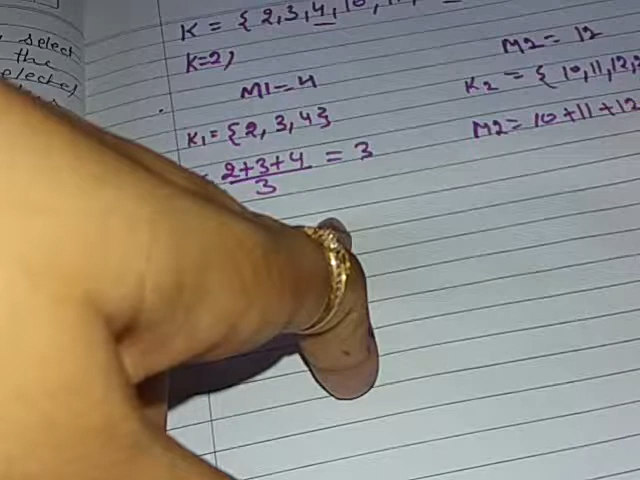 select
the
K = { 2, 3, 4, 10, 11,
K=2,
M1=4
K1 = {2, 3, 4}
= 2+3+4 / 3 = 3
M2= 12
K2 = { 10, 11, 12,
M2= 10 +11 +12